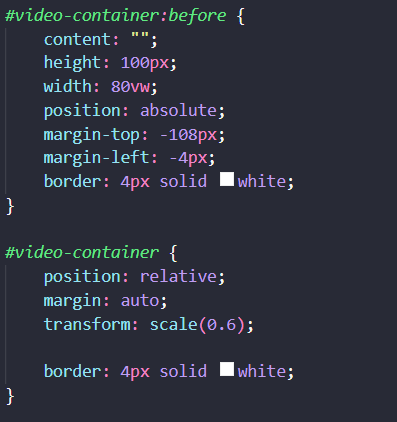 #video-container:before {
    content: "";
    height: 100px;
    width: 80vw;
    position: absolute;
    margin-top: -108px;
    margin-left: -4px;
    border: 4px solid white;
}

#video-container {
    position: relative;
    margin: auto;
    transform: scale(0.6);

    border: 4px solid white;
}